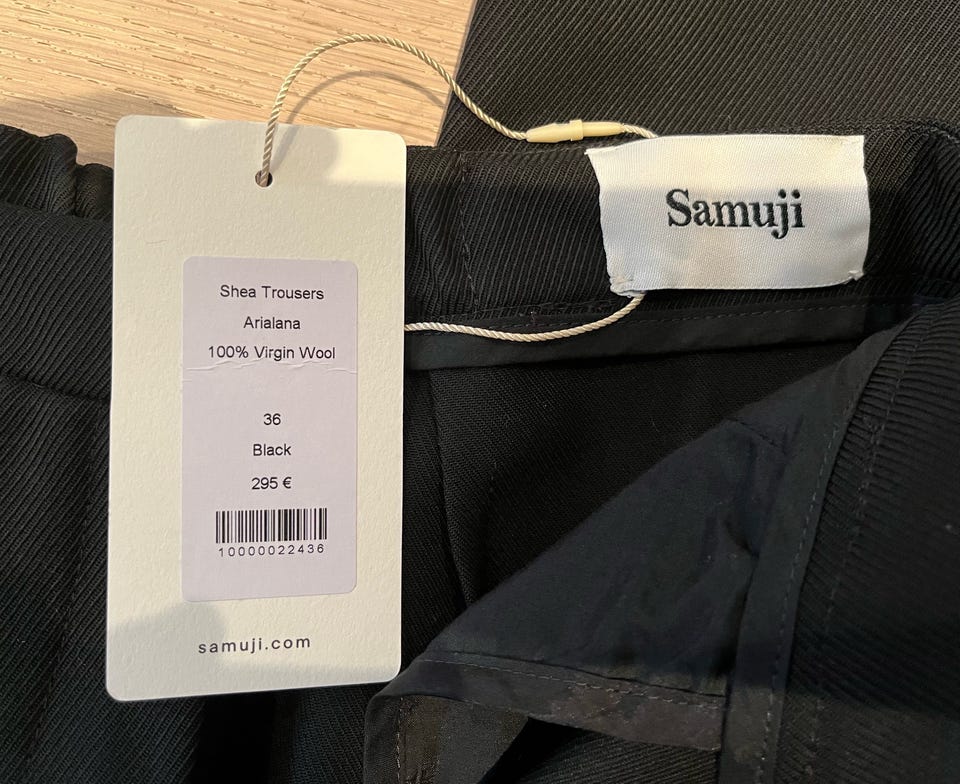 Samuji
Shea Trousers
Arialana
100% Virgin Wool
36
Black
295 €
10000022436
samuji.com